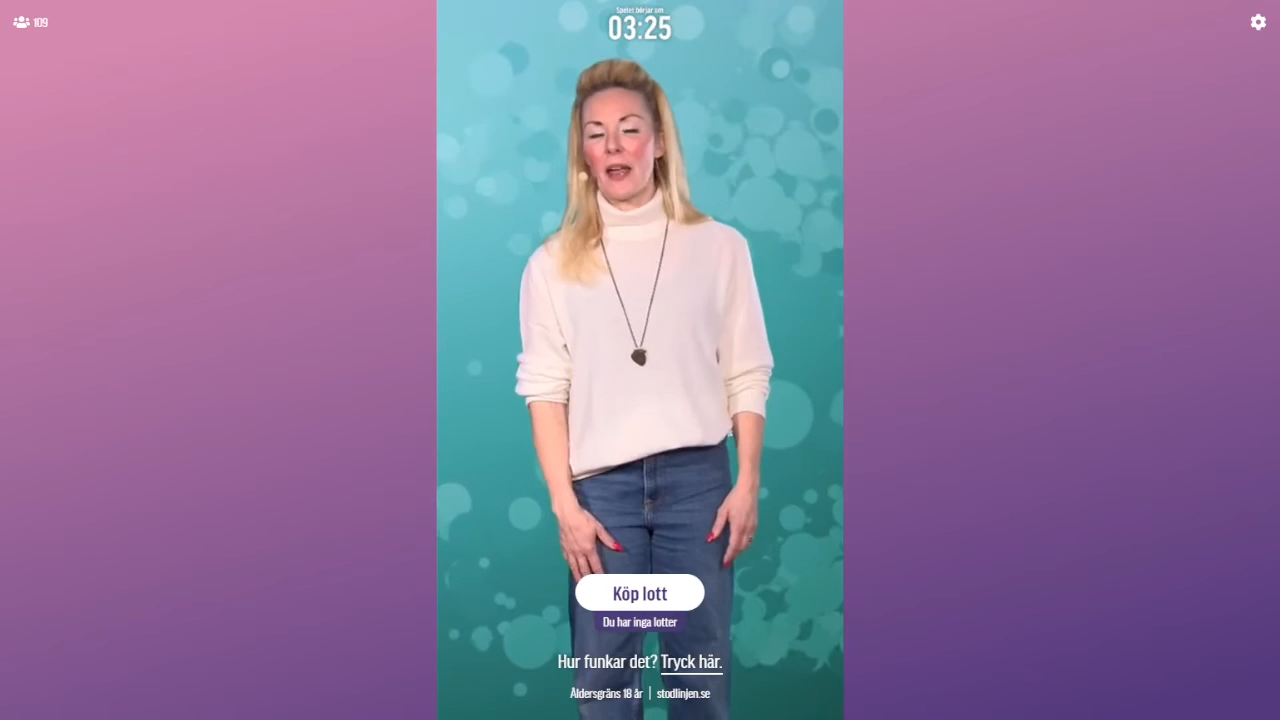 109
Spelet börjar om
03:25
Köp lott
Du har inga lotter
Hur funkar det? Tryck här.
Åldersgräns 18 år | stodlinjen.se